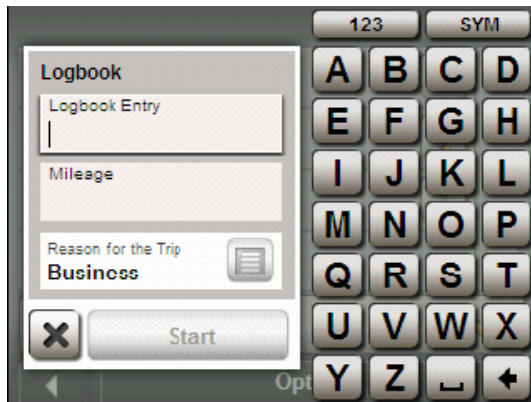 123 SYM
Logbook
Logbook Entry
Mileage
Reason for the Trip
Business
Start
Opt
A B C D
E F G H
I J K L
M N O P
Q R S T
U V W X
Y Z